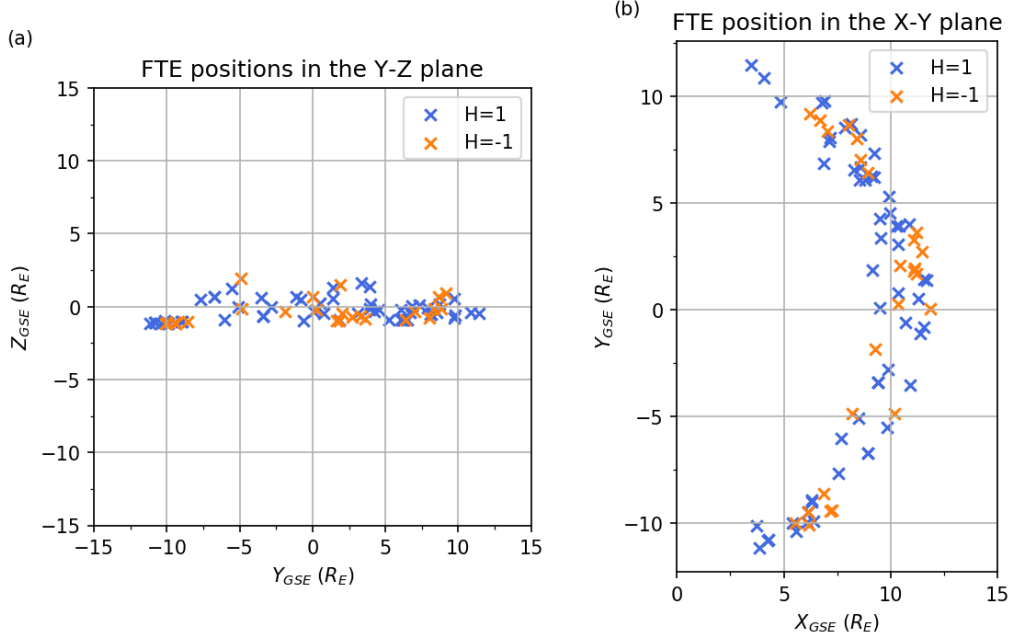 (a)
FTE positions in the Y-Z plane
15
10
5
0
−5
−10
−15
Z_GSE (R_E)
H=1
H=-1
−15 −10 −5 0 5 10 15
Y_GSE (R_E)
(b)
FTE position in the X-Y plane
10
5
0
−5
−10
Y_GSE (R_E)
H=1
H=-1
0 5 10 15
X_GSE (R_E)